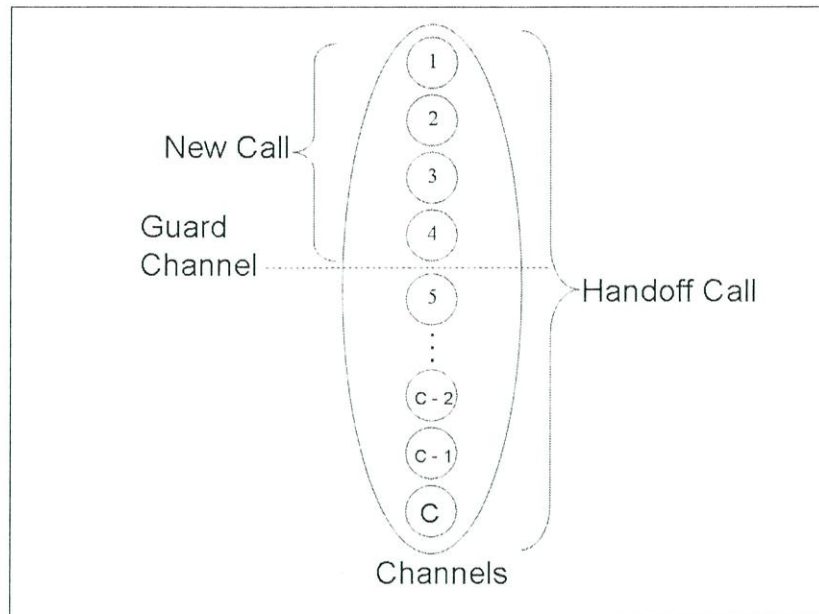 1
2
New Call
3
4
Guard
Channel
5
Handoff Call
C - 2
C - 1
C
Channels